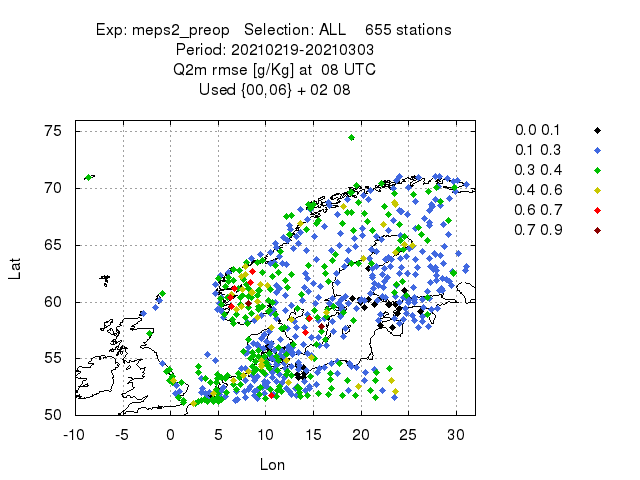 Exp: meps2_preop   Selection: ALL    655 stations
Period: 20210219-20210303
Q2m rmse [g/Kg] at  08 UTC
Used {00,06} + 02 08
0.0 0.1
0.1 0.3
0.3 0.4
0.4 0.6
0.6 0.7
0.7 0.9
75
70
65
60
55
50
Lat
-10 -5 0 5 10 15 20 25 30
Lon